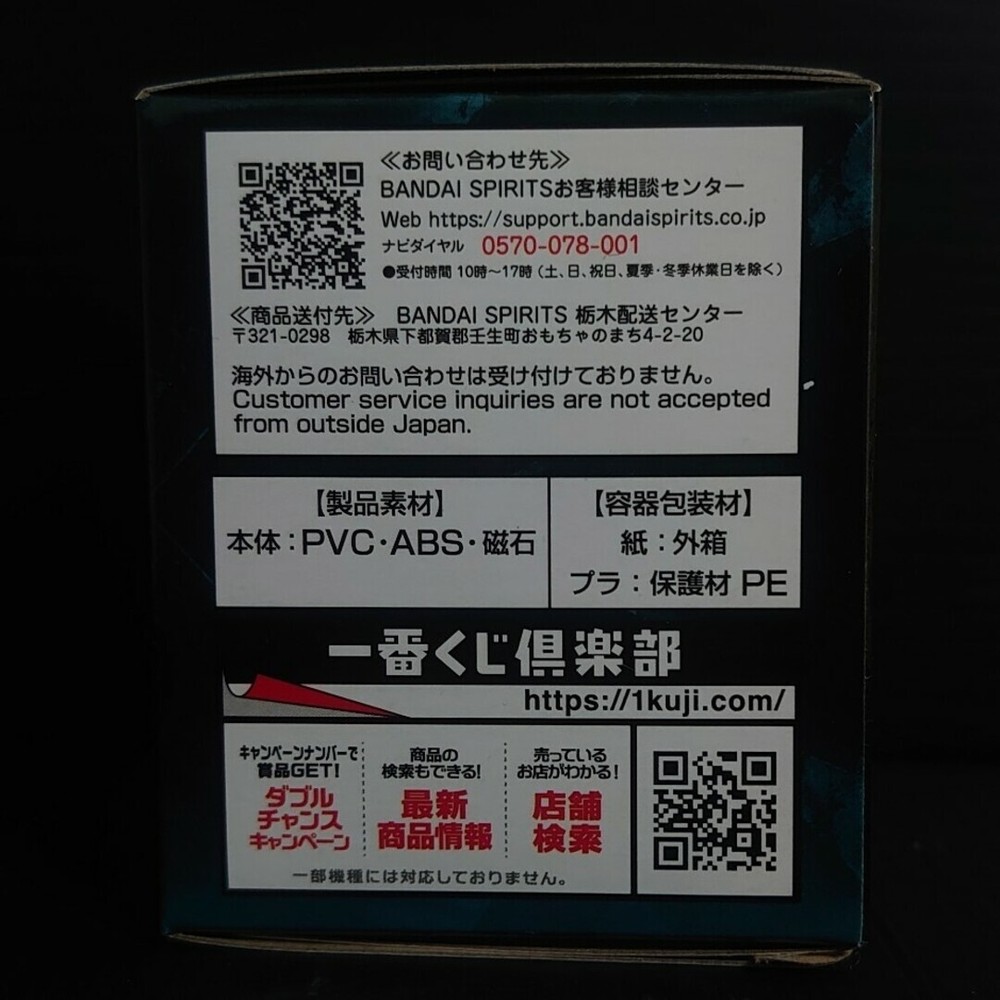 ≪お問い合わせ先≫
BANDAI SPIRITSお客様相談センター
Web https://support.bandaispirits.co.jp
ナビダイヤル 0570-078-001
●受付時間 10時～17時（土、日、祝日、夏季・冬季休業日を除く）
≪商品送付先≫ BANDAI SPIRITS 栃木配送センター
〒321-0298 栃木県下都賀郡壬生町おもちゃのまち4-2-20
海外からのお問い合わせは受け付けておりません。
Customer service inquiries are not accepted
from outside Japan.
【製品素材】
本体：PVC・ABS・磁石
【容器包装材】
紙：外箱
プラ：保護材 PE
一番くじ倶楽部
https://1kuji.com/
キャンペーンナンバーで
賞品GET!
ダブル
チャンス
キャンペーン
商品の
検索もできる!
最新
商品情報
売っている
お店がわかる!
店舗
検索
一部機種には対応しておりません。